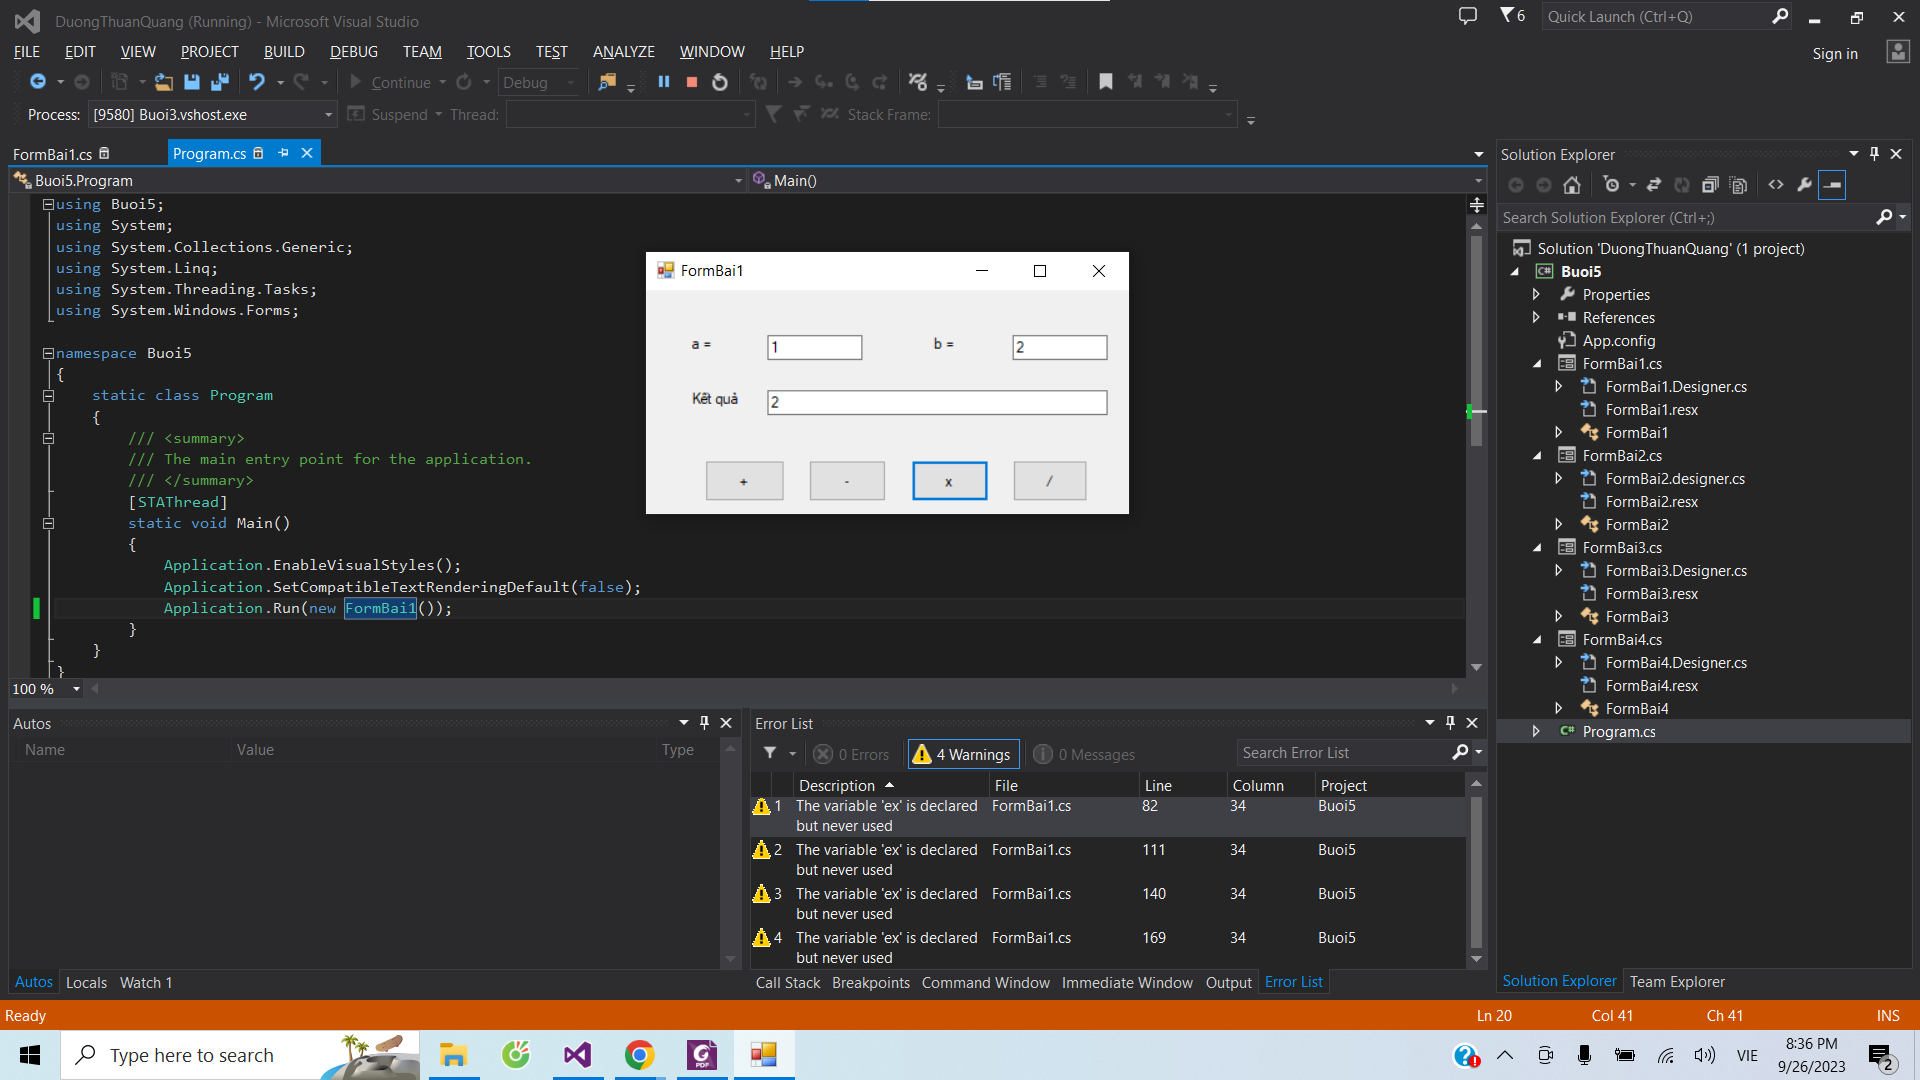 DuongThuanQuang (Running) - Microsoft Visual Studio
6
Quick Launch (Ctrl+Q)
FILE EDIT VIEW PROJECT BUILD DEBUG TEAM TOOLS TEST ANALYZE WINDOW HELP
Sign in
Continue
Debug
Process: [9580] Buoi3.vshost.exe Suspend Thread: Stack Frame:
FormBai1.cs
Program.cs
Buoi5.Program
Main()
using Buoi5;
using System;
using System.Collections.Generic;
using System.Linq;
using System.Threading.Tasks;
using System.Windows.Forms;
namespace Buoi5
{
static class Program
{
/// <summary>
/// The main entry point for the application.
/// </summary>
[STAThread]
static void Main()
{
Application.EnableVisualStyles();
Application.SetCompatibleTextRenderingDefault(false);
Application.Run(new FormBai1());
}
}
}
100 %
FormBai1
a = 1 b = 2
Kết quả 2
+ - x /
Solution Explorer
Search Solution Explorer (Ctrl+;)
Solution 'DuongThuanQuang' (1 project)
C# Buoi5
Properties
References
App.config
FormBai1.cs
FormBai1.Designer.cs
FormBai1.resx
FormBai1
FormBai2.cs
FormBai2.designer.cs
FormBai2.resx
FormBai2
FormBai3.cs
FormBai3.Designer.cs
FormBai3.resx
FormBai3
FormBai4.cs
FormBai4.Designer.cs
FormBai4.resx
FormBai4
C# Program.cs
Solution Explorer Team Explorer
Autos
Name Value Type
Autos Locals Watch 1
Error List
0 Errors 4 Warnings 0 Messages Search Error List
Description File Line Column Project
1 The variable 'ex' is declared FormBai1.cs 82 34 Buoi5
but never used
2 The variable 'ex' is declared FormBai1.cs 111 34 Buoi5
but never used
3 The variable 'ex' is declared FormBai1.cs 140 34 Buoi5
but never used
4 The variable 'ex' is declared FormBai1.cs 169 34 Buoi5
but never used
Call Stack Breakpoints Command Window Immediate Window Output Error List
Ready Ln 20 Col 41 Ch 41 INS
Type here to search
PDF
VIE
8:36 PM
9/26/2023
2